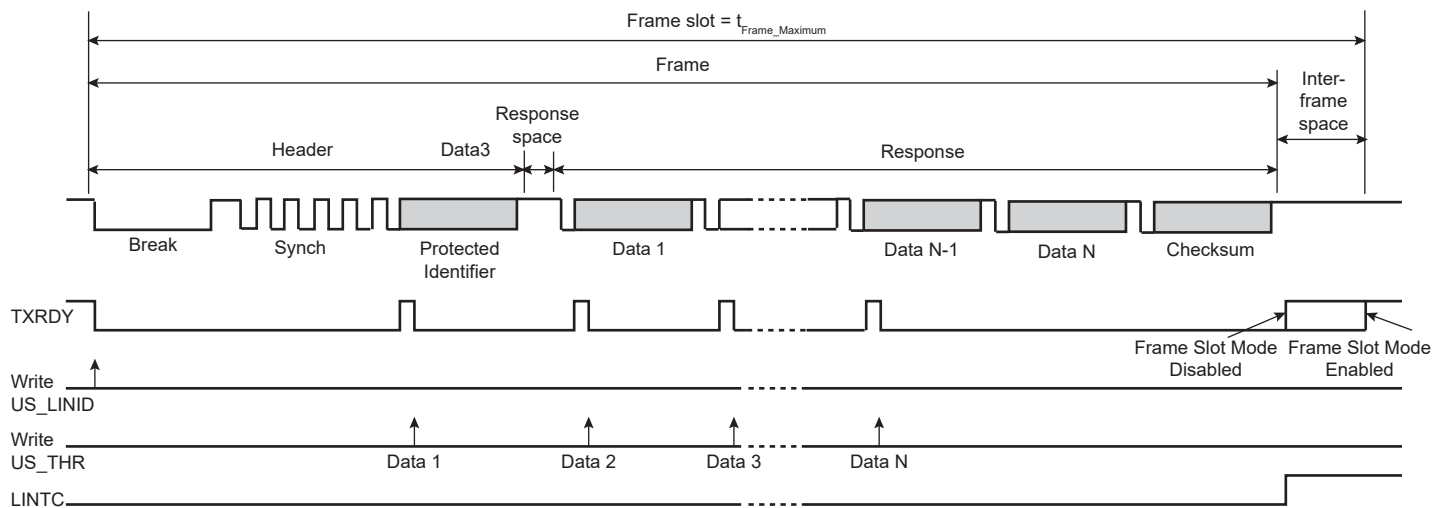 Frame slot = tFrame_Maximum
Frame
Inter-
frame
space
Response
space
Header
Data3
Response
Break
Synch
Protected
Identifier
Data 1
Data N-1
Data N
Checksum
TXRDY
Frame Slot Mode
Disabled
Frame Slot Mode
Enabled
Write
US_LINID
Write
US_THR
Data 1
Data 2
Data 3
Data N
LINTC